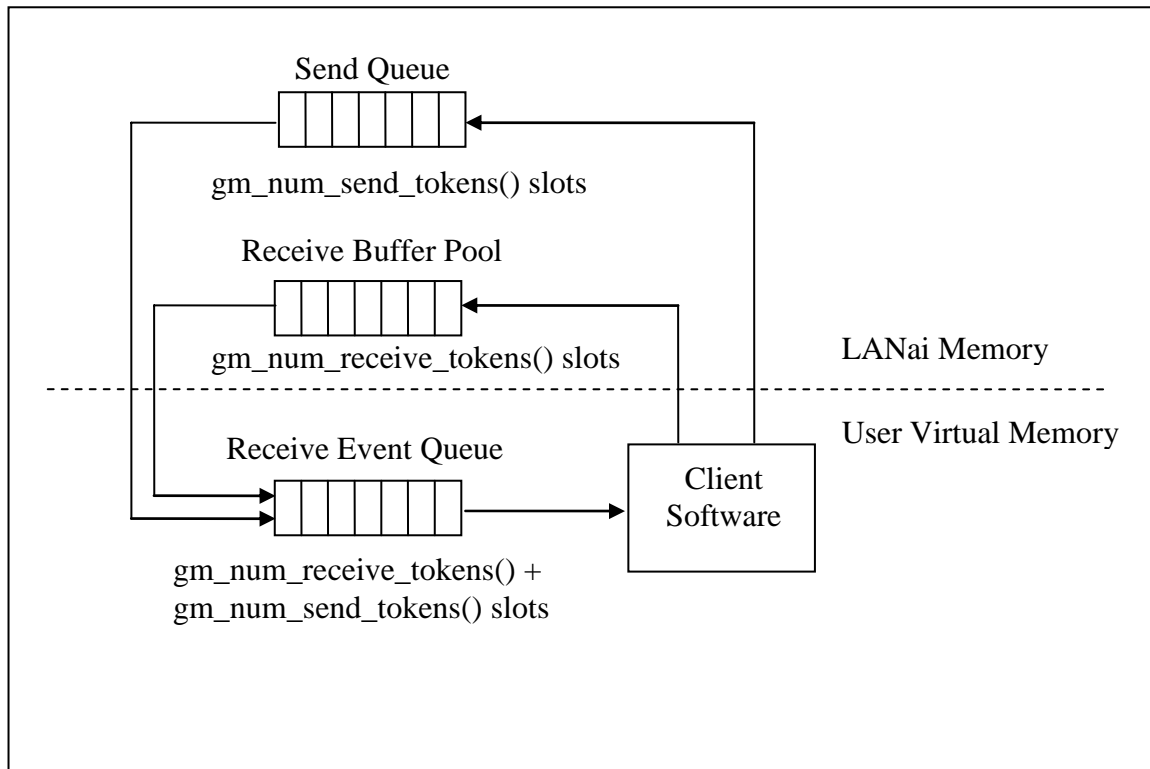 Send Queue
gm_num_send_tokens() slots
Receive Buffer Pool
gm_num_receive_tokens() slots
LANai Memory
User Virtual Memory
Receive Event Queue
Client
Software
gm_num_receive_tokens() +
gm_num_send_tokens() slots